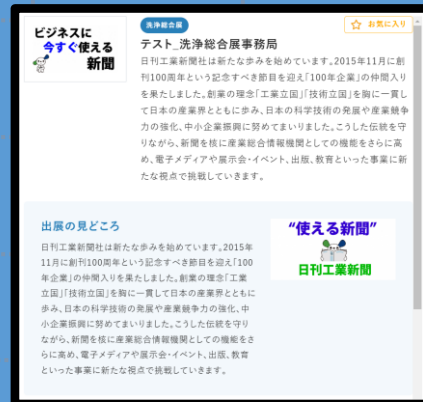 ビジネスに
今すぐ使える
新聞
洗浄総合展
お気に入り
テスト_洗浄総合展事務局
日刊工業新聞社は新たな歩みを始めています。2015年11月に創
刊100周年という記念すべき節目を迎え「100年企業」の仲間入り
を果たしました。創業の理念「工業立国」「技術立国」を胸に一貫し
て日本の産業界とともに歩み、日本の科学技術の発展や産業競争
力の強化、中小企業振興に努めてまいりました。こうした伝統を守
りながら、新聞を核に産業総合情報機関としての機能をさらに高
め、電子メディアや展示会・イベント、出版、教育といった事業に新
たな視点で挑戦していきます。
出展の見どころ
日刊工業新聞社は新たな歩みを始めています。2015年
11月に創刊100周年という記念すべき節目を迎え「100
年企業」の仲間入りを果たしました。創業の理念「工業
立国」「技術立国」を胸に一貫して日本の産業界とともに
歩み、日本の科学技術の発展や産業競争力の強化、中
小企業振興に努めてまいりました。こうした伝統を守り
ながら、新聞を核に産業総合情報機関としての機能をさ
らに高め、電子メディアや展示会・イベント、出版、教育
といった事業に新たな視点で挑戦していきます。
“使える新聞”
日刊工業新聞